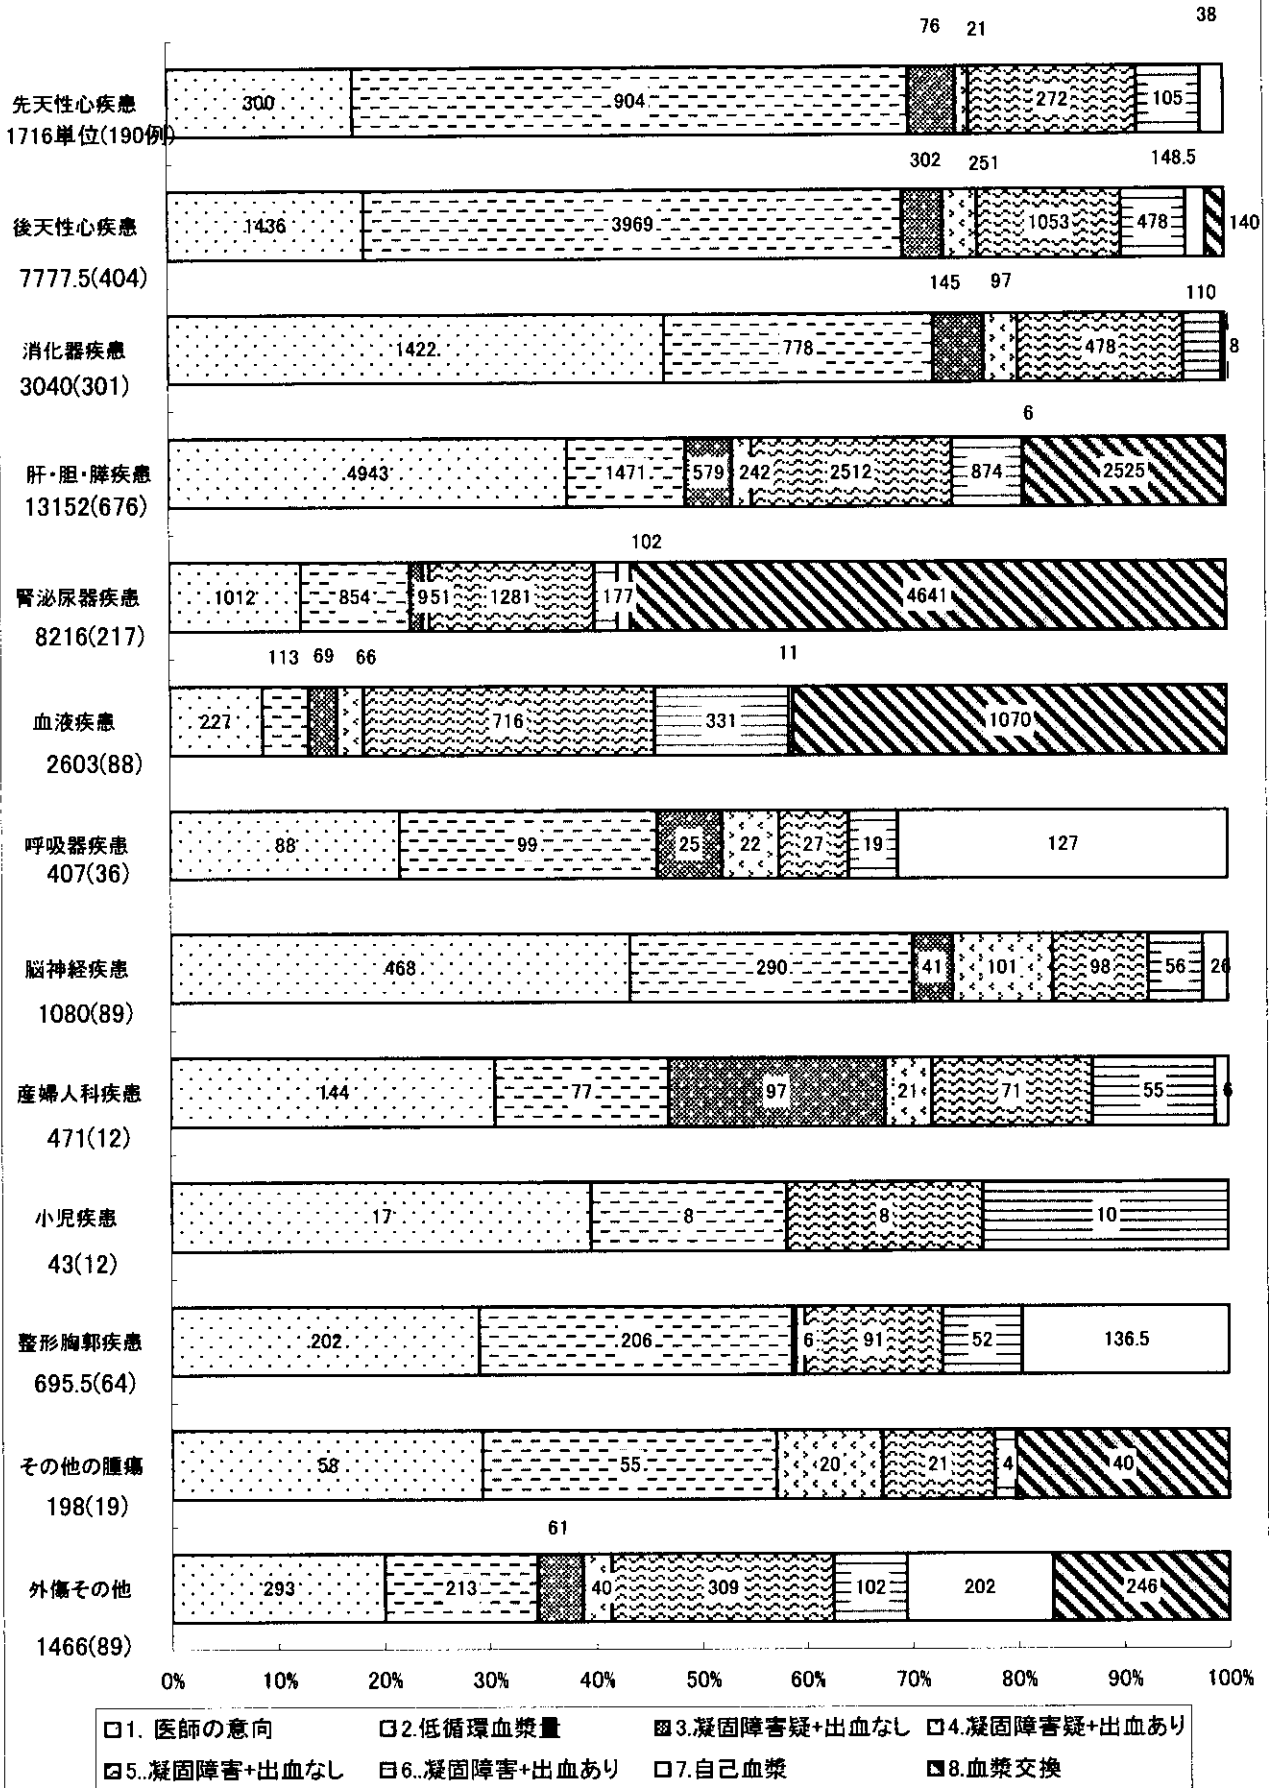 76 21 38
先天性心疾患 300 904 272 105
1716単位(190例)
302 251 148.5
後天性心疾患 1436 3969 1053 478 140
7777.5(404)
145 97 110
消化器疾患 1422 778 478 8
3040(301)
6
肝・胆・膵疾患 4943 1471 579 242 2512 874 2525
13152(676)
102
腎泌尿器疾患 1012 854 951 1281 177 4641
8216(217)
113 69 66 11
血液疾患 227 716 331 1070
2603(88)
呼吸器疾患 88 99 25 22 27 19 127
407(36)
脳神経疾患 468 290 41 101 98 56 26
1080(89)
産婦人科疾患 144 77 97 21 71 55 6
471(12)
小児疾患 17 8 8 10
43(12)
整形胸郭疾患 202 206 6 91 52 136.5
695.5(64)
その他の腫瘍 58 55 20 21 4 40
198(19)
61
外傷その他 293 213 40 309 102 202 246
1466(89)
0% 10% 20% 30% 40% 50% 60% 70% 80% 90% 100%
1. 医師の意向 2.低循環血漿量 3.凝固障害疑+出血なし 4.凝固障害疑+出血あり
5..凝固障害+出血なし 6..凝固障害+出血あり 7.自己血漿 8.血漿交換